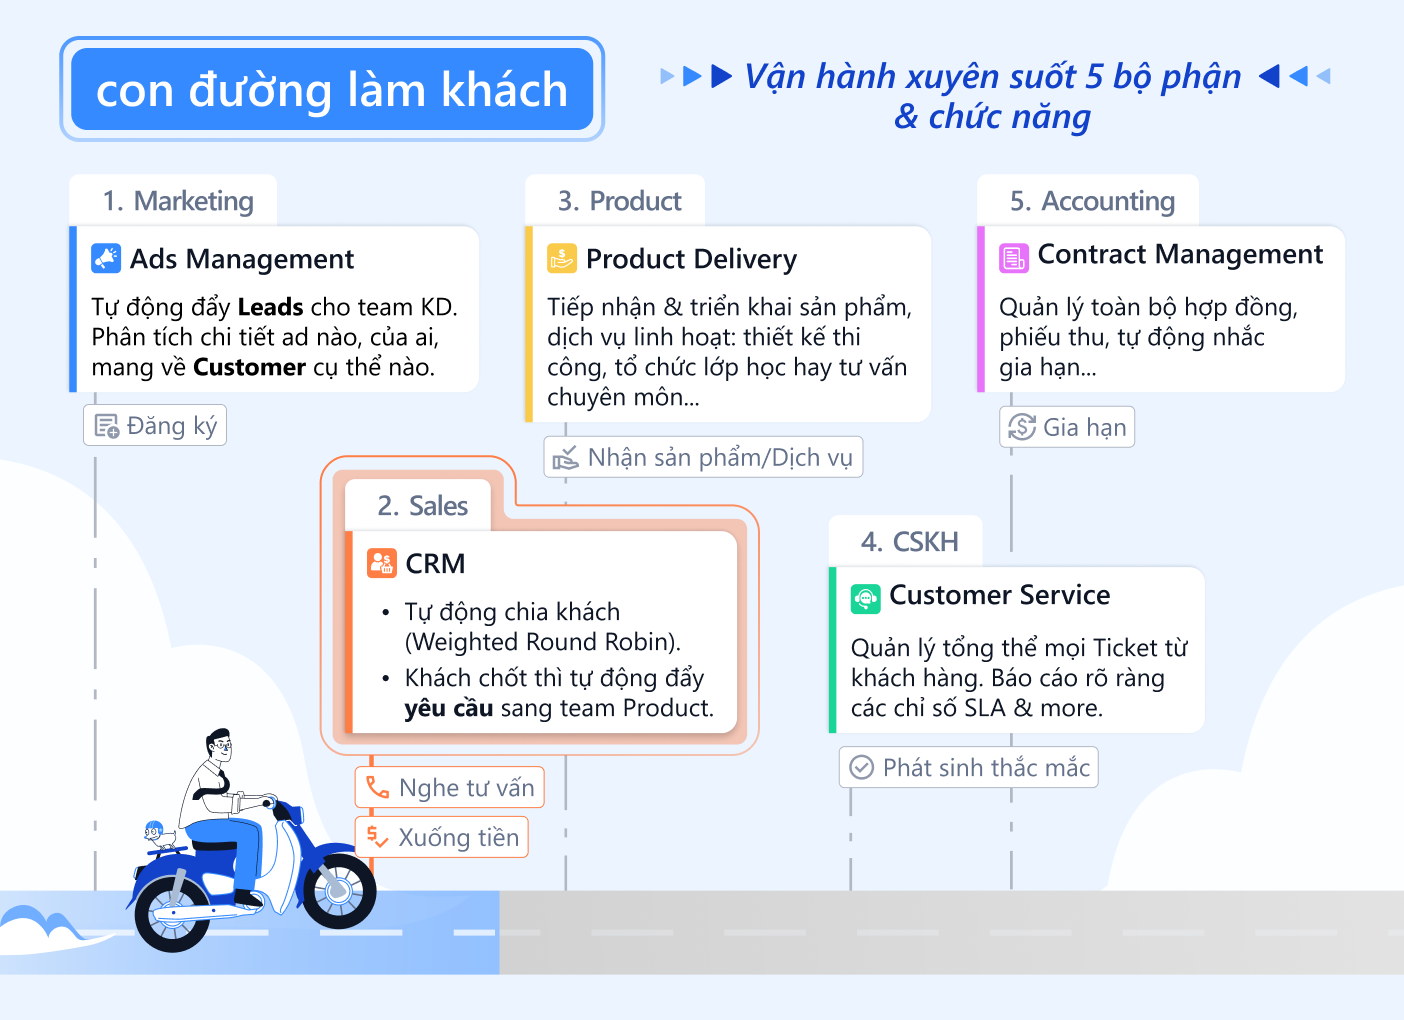 con đường làm khách
Vận hành xuyên suốt 5 bộ phận
& chức năng
1. Marketing
Ads Management
Tự động đẩy Leads cho team KD.
Phân tích chi tiết ad nào, của ai,
mang về Customer cụ thể nào.
Đăng ký
2. Sales
CRM
• Tự động chia khách
(Weighted Round Robin).
• Khách chốt thì tự động đẩy
yêu cầu sang team Product.
Nghe tư vấn
Xuống tiền
3. Product
Product Delivery
Tiếp nhận & triển khai sản phẩm,
dịch vụ linh hoạt: thiết kế thi
công, tổ chức lớp học hay tư vấn
chuyên môn...
Nhận sản phẩm/Dịch vụ
4. CSKH
Customer Service
Quản lý tổng thể mọi Ticket từ
khách hàng. Báo cáo rõ ràng
các chỉ số SLA & more.
Phát sinh thắc mắc
5. Accounting
Contract Management
Quản lý toàn bộ hợp đồng,
phiếu thu, tự động nhắc
gia hạn...
Gia hạn